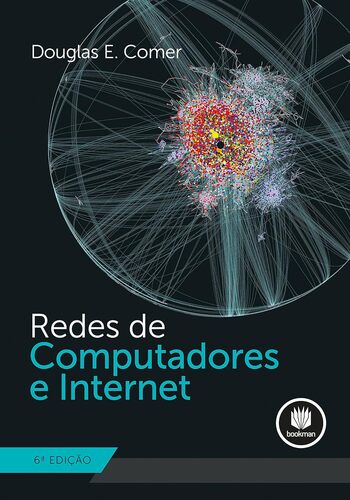 Douglas E. Comer
Redes de
Computadores
e Internet
6ª EDIÇÃO
bookman